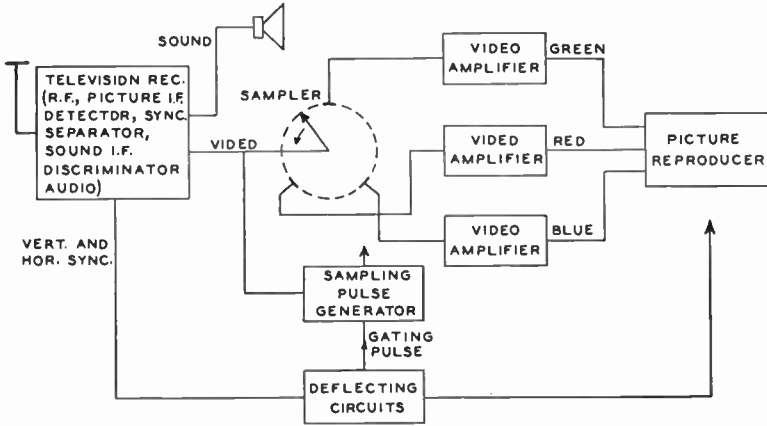 SOUND
TELEVISION REC.
(R.F., PICTURE I.F.
DETECTOR, SYNC.
SEPARATOR,
SOUND I.F.
DISCRIMINATOR
AUDIO)
SAMPLER
VIDEO
VIDEO
AMPLIFIER
GREEN
VIDEO
AMPLIFIER
RED
VIDEO
AMPLIFIER
BLUE
PICTURE
REPRODUCER
VERT. AND
HOR. SYNC.
SAMPLING
PULSE
GENERATOR
GATING
PULSE
DEFLECTING
CIRCUITS